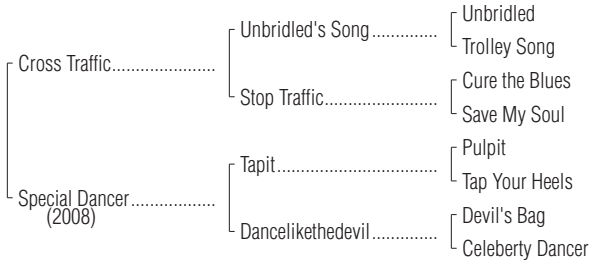 Unbridled
Unbridled's Song..............
Trolley Song
Cross Traffic......................
Cure the Blues
Stop Traffic........................
Save My Soul
Pulpit
Tapit..................................
Tap Your Heels
Special Dancer..................
(2008)
Devil's Bag
Dancelikethedevil..............
Celeberty Dancer